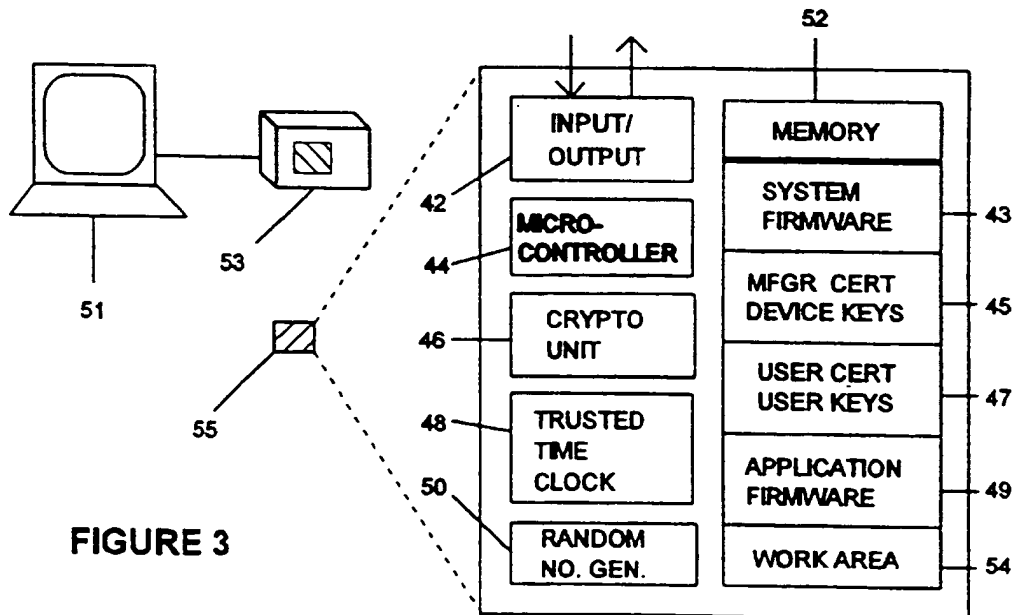 52
INPUT/
OUTPUT
42
MICRO-
CONTROLLER
44
CRYPTO
UNIT
46
TRUSTED
TIME
CLOCK
48
50
RANDOM
NO. GEN.
MEMORY
SYSTEM
FIRMWARE
43
MFGR CERT
DEVICE KEYS
45
USER CERT
USER KEYS
47
APPLICATION
FIRMWARE
49
WORK AREA
54
51
53
55
FIGURE 3